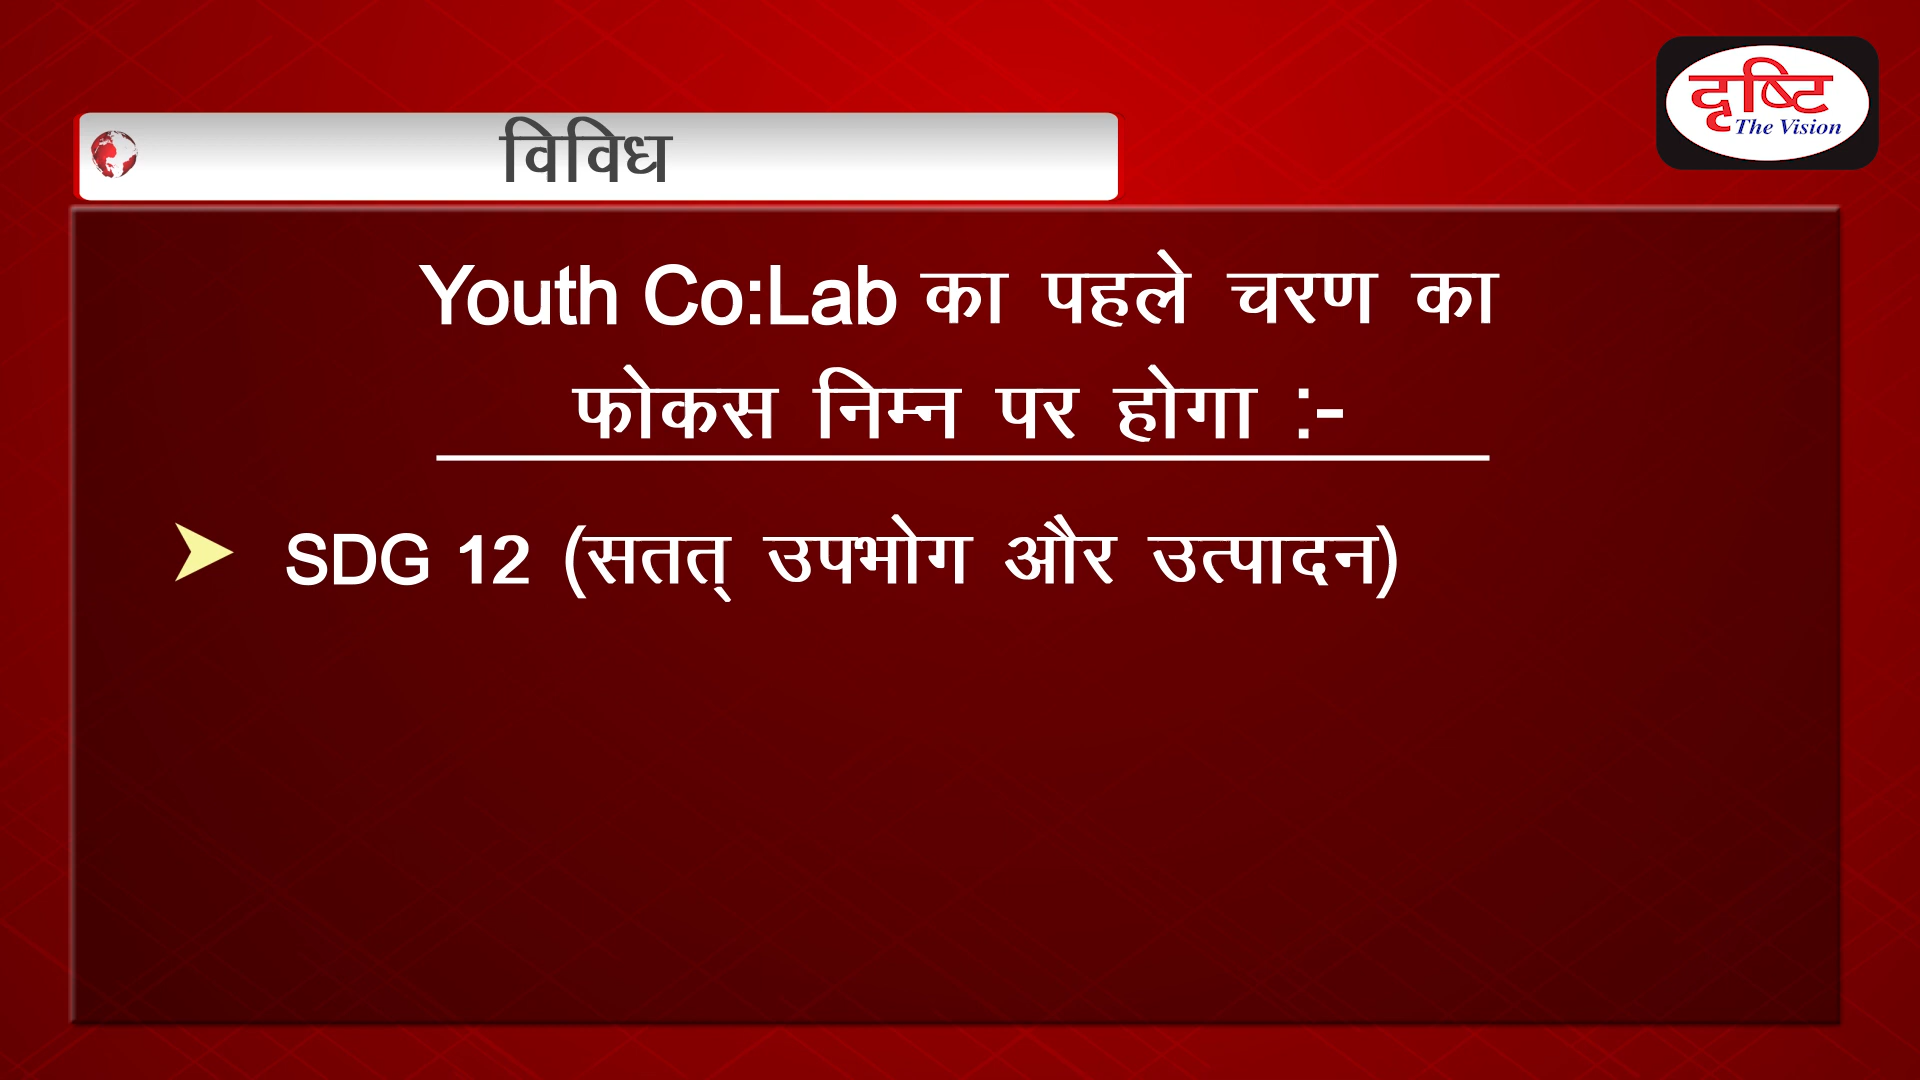 दृष्टि
The Vision
विविध
Youth Co:Lab का पहले चरण का
फोकस निम्न पर होगा :-
➤ SDG 12 (सतत् उपभोग और उत्पादन)